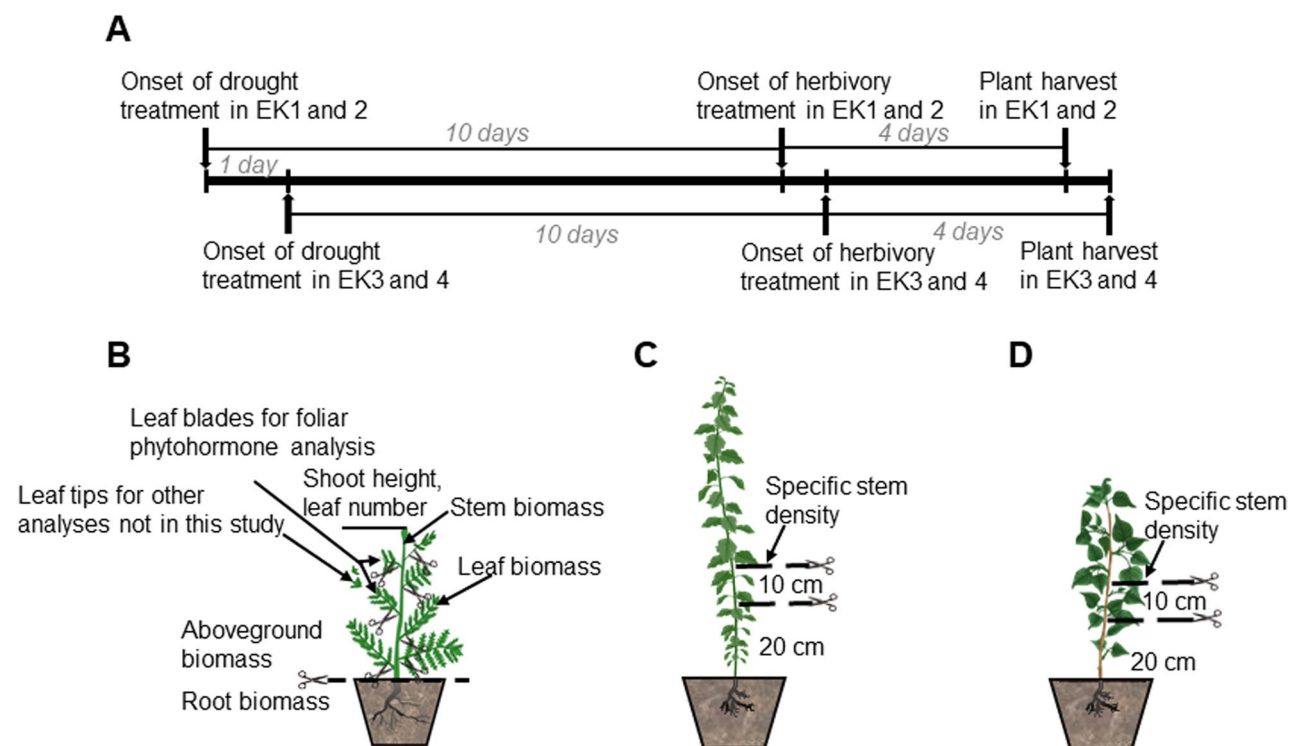 A
Onset of drought
treatment in EK1 and 2
Onset of herbivory
treatment in EK1 and 2
Plant harvest
in EK1 and 2
10 days
4 days
1 day
10 days
4 days
Onset of drought
treatment in EK3 and 4
Onset of herbivory
treatment in EK3 and 4
Plant harvest
in EK3 and 4
B
Leaf blades for foliar
phytohormone analysis
Shoot height,
leaf number
Leaf tips for other
analyses not in this study
Stem biomass
Leaf biomass
Aboveground
biomass
Root biomass
C
Specific stem
density
10 cm
20 cm
D
Specific stem
density
10 cm
20 cm